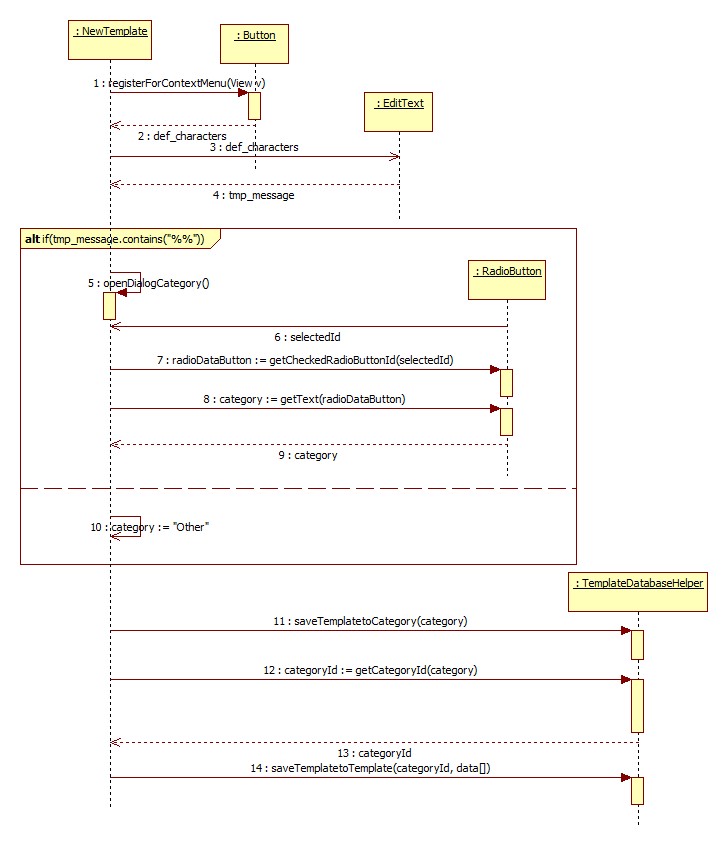 : NewTemplate
: Button
1 : registerForContextMenu(View v)
: EditText
2 : def_characters
3 : def_characters
4 : tmp_message
alt if(tmp_message.contains("%%"))
: RadioButton
5 : openDialogCategory()
6 : selectedId
7 : radioDataButton := getCheckedRadioButtonId(selectedId)
8 : category := getText(radioDataButton)
9 : category
10 : category := "Other"
: TemplateDatabaseHelper
11 : saveTemplatetoCategory(category)
12 : categoryId := getCategoryId(category)
13 : categoryId
14 : saveTemplatetoTemplate(categoryId, data[])